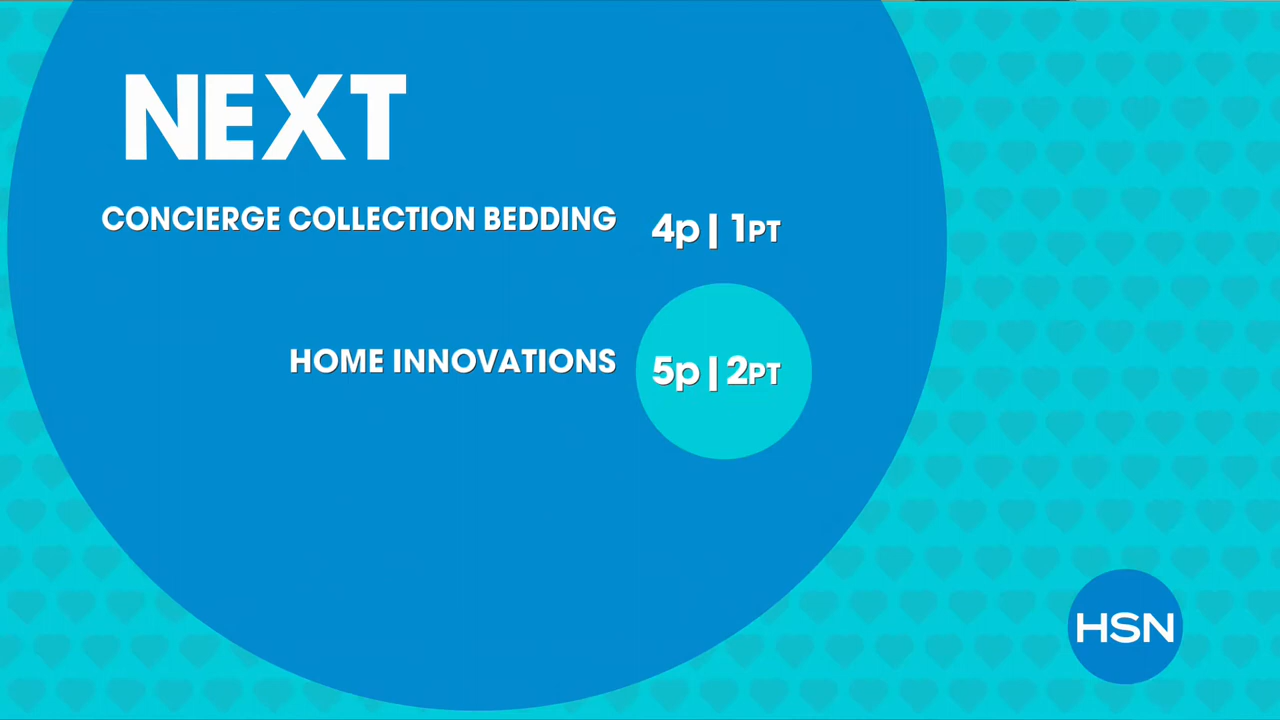 NEXT
CONCIERGE COLLECTION BEDDING 4p | 1PT
HOME INNOVATIONS 5p | 2PT
HSN